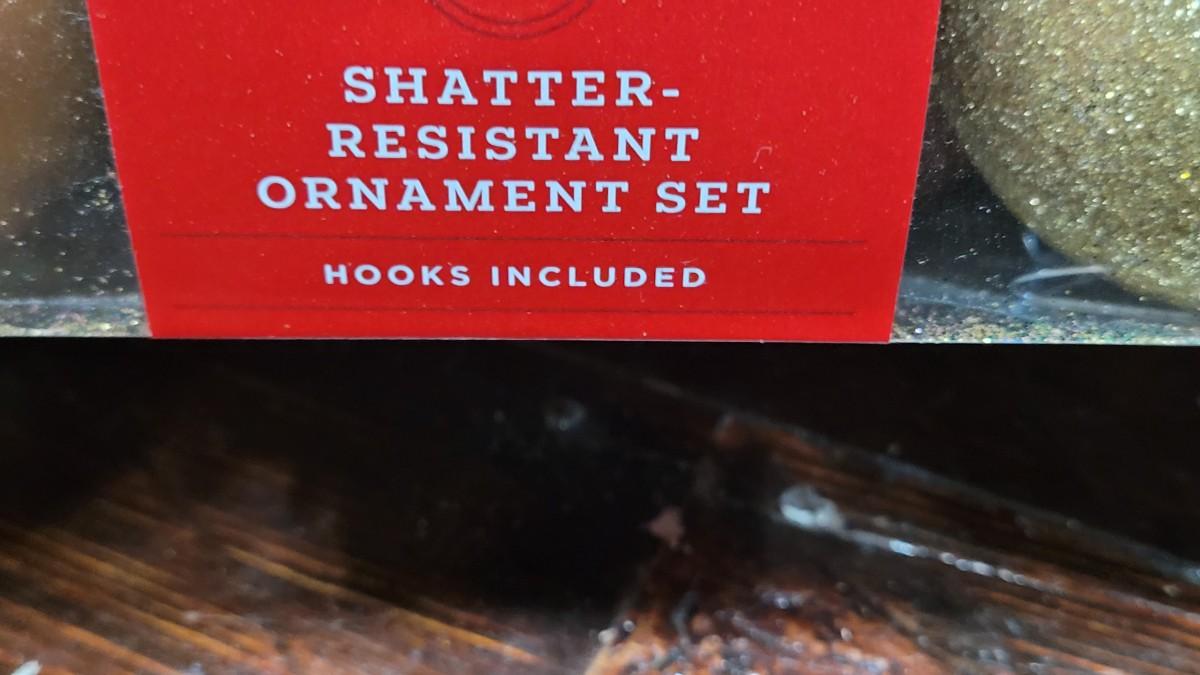 SHATTER-
RESISTANT
ORNAMENT SET
HOOKS INCLUDED